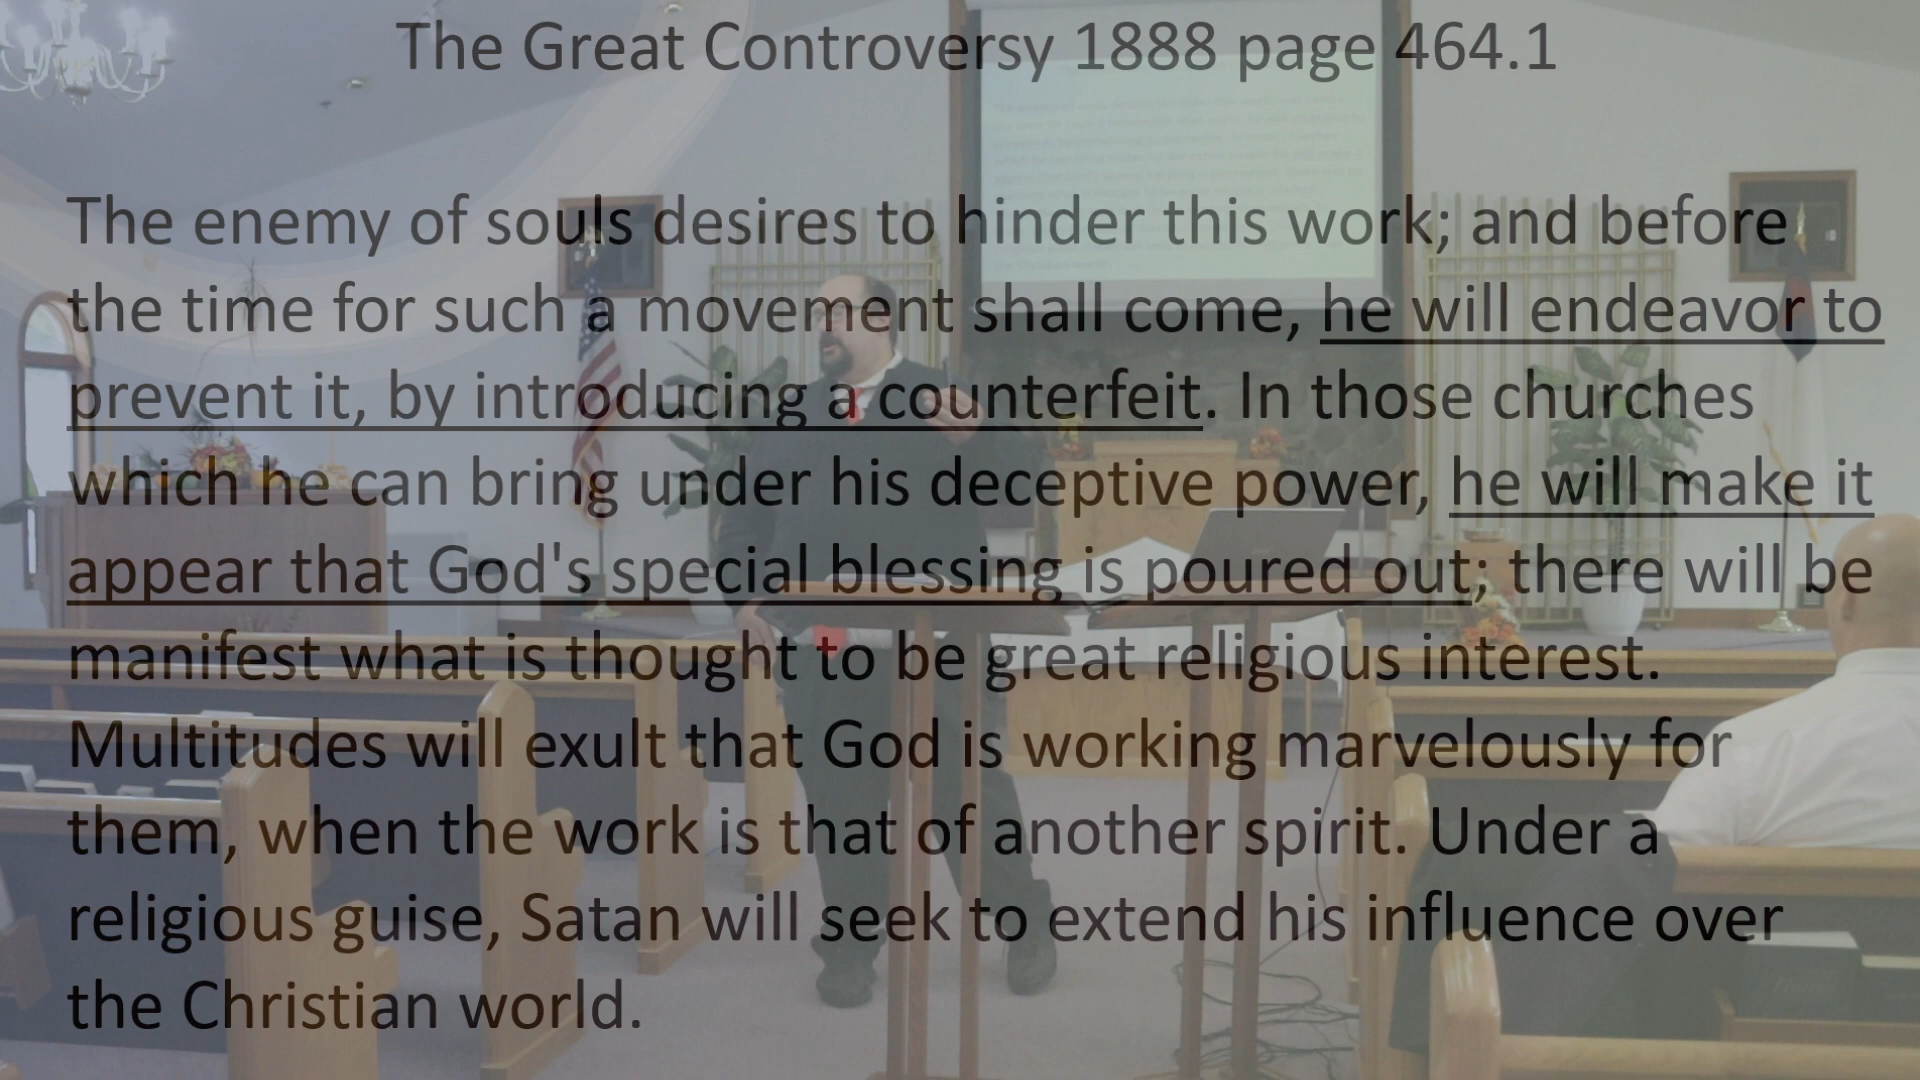 The Great Controversy 1888 page 464.1
The enemy of souls desires to hinder this work; and before
the time for such a movement shall come, he will endeavor to
prevent it, by introducing a counterfeit. In those churches
which he can bring under his deceptive power, he will make it
appear that God's special blessing is poured out; there will be
manifest what is thought to be great religious interest.
Multitudes will exult that God is working marvelously for
them, when the work is that of another spirit. Under a
religious guise, Satan will seek to extend his influence over
the Christian world.